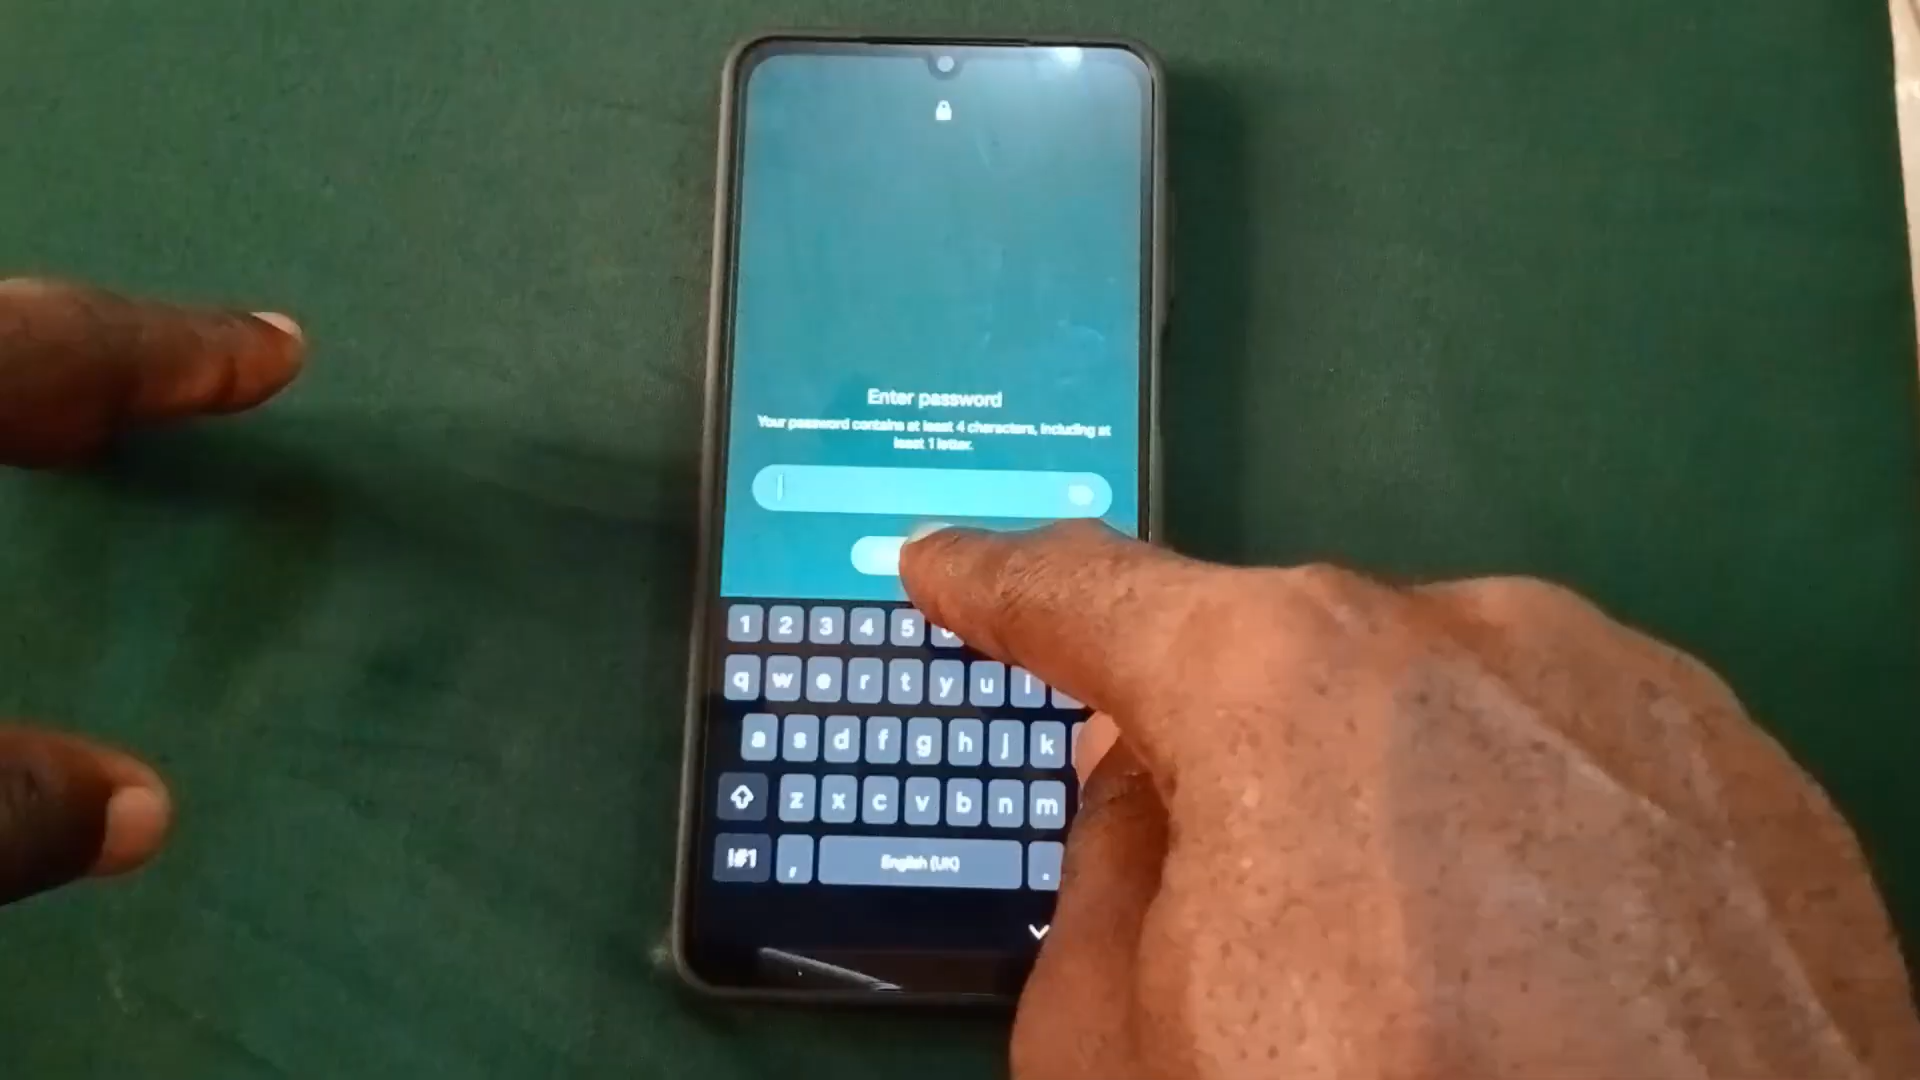 Enter password
Your password contains at least 4 characters, including at
least 1 letter.
1 2 3 4 5
q w e r t y u i
a s d f g h j k
z x c v b n m
!#1 , English (UK) .